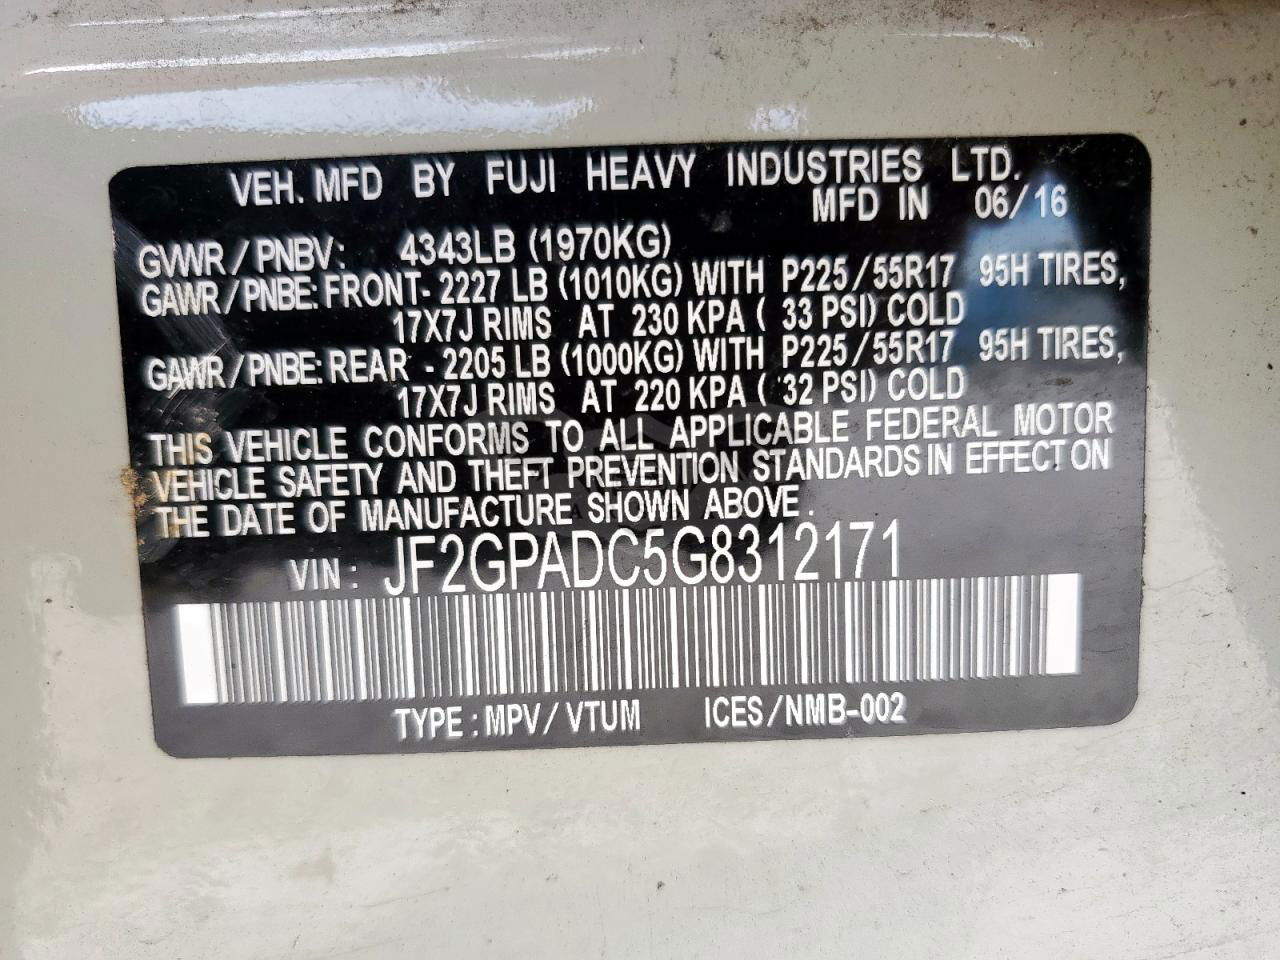 VEH. MFD BY FUJI HEAVY INDUSTRIES LTD.
MFD IN 06/16
GVWR/PNBV: 4343LB (1970KG)
GAWR/PNBE: FRONT- 2227 LB (1010KG) WITH P225/55R17 95H TIRES,
17X7J RIMS AT 230 KPA ( 33 PSI) COLD
GAWR/PNBE: REAR - 2205 LB (1000KG) WITH P225/55R17 95H TIRES,
17X7J RIMS AT 220 KPA ( 32 PSI) COLD
THIS VEHICLE CONFORMS TO ALL APPLICABLE FEDERAL MOTOR
VEHICLE SAFETY AND THEFT PREVENTION STANDARDS IN EFFECT ON
THE DATE OF MANUFACTURE SHOWN ABOVE.
VIN: JF2GPADC5G8312171
TYPE: MPV/VTUM ICES/NMB-002